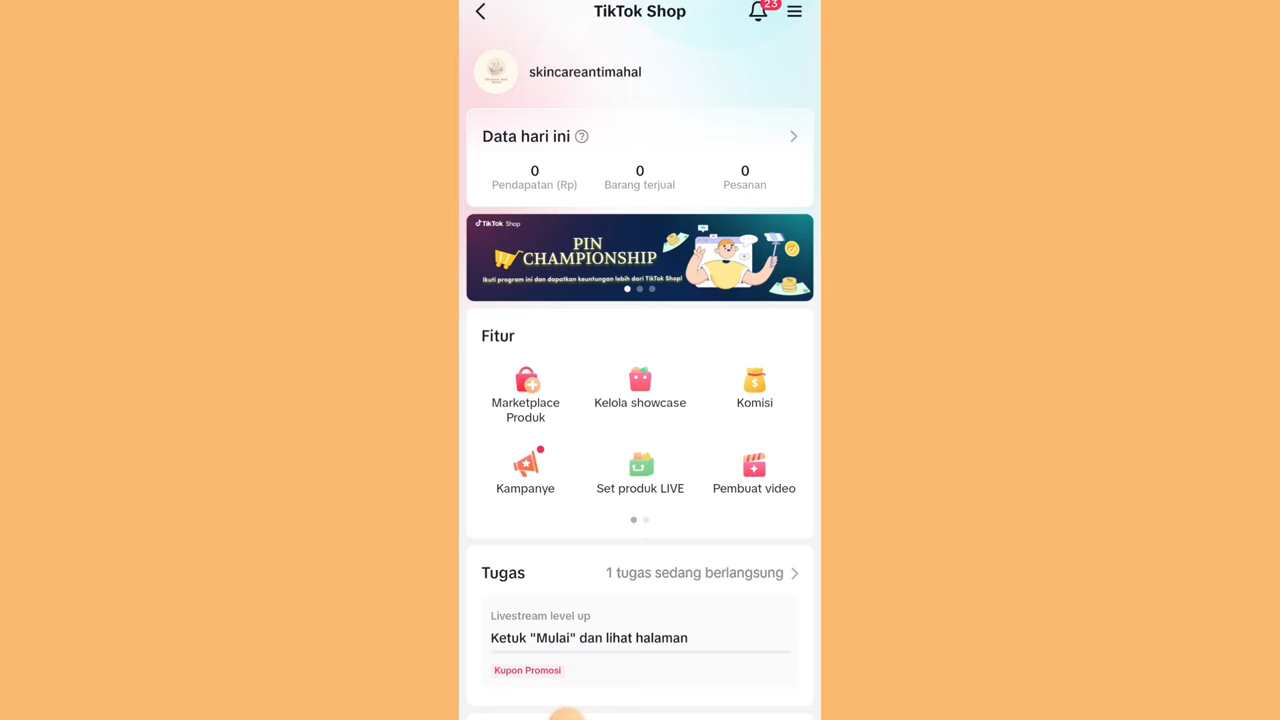 TikTok Shop
23
skincareantimahal
Data hari ini ?
0 0 0
Pendapatan (Rp) Barang terjual Pesanan
TikTok Shop
PIN
CHAMPIONSHIP
Ikuti program ini dan dapatkan keuntungan lebih dari TikTok Shop!
Fitur
Marketplace Kelola showcase Komisi
Produk
Kampanye Set produk LIVE Pembuat video
Tugas 1 tugas sedang berlangsung
Livestream level up
Ketuk "Mulai" dan lihat halaman
Kupon Promosi